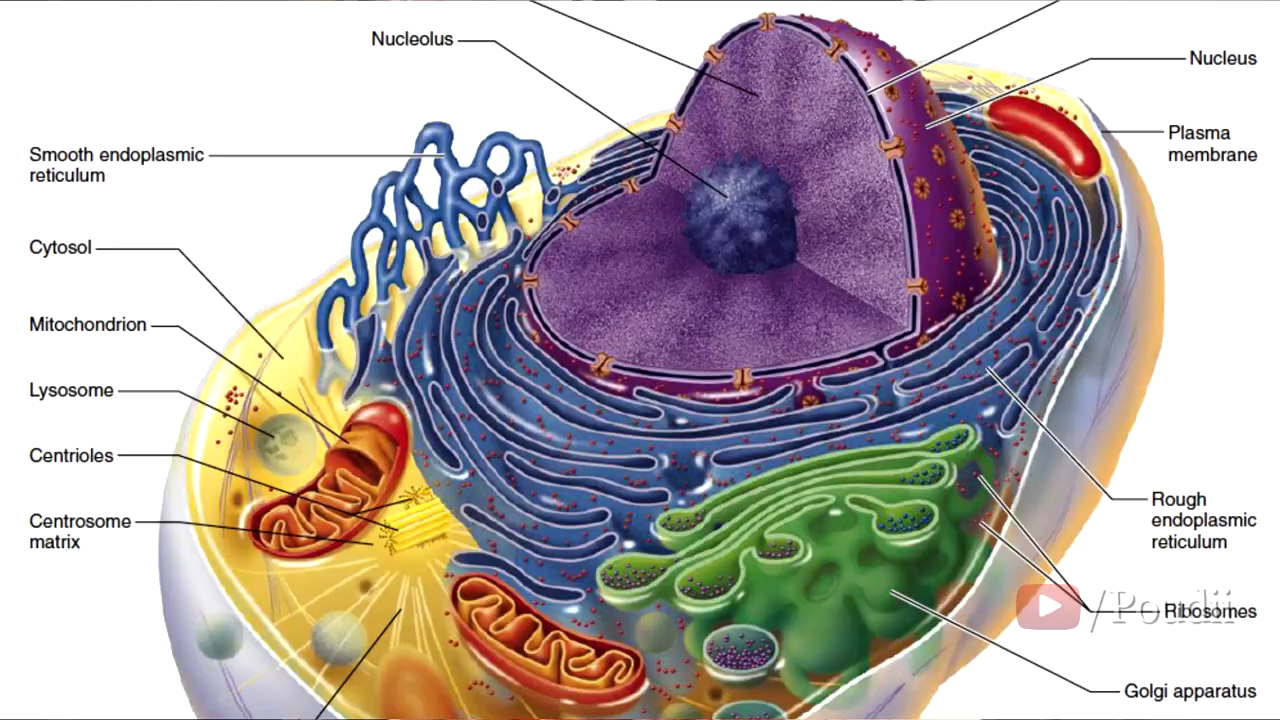 Nucleolus
Nucleus
Plasma
membrane
Smooth endoplasmic
reticulum
Cytosol
Mitochondrion
Lysosome
Centrioles
Centrosome
matrix
Rough
endoplasmic
reticulum
Ribosomes
/Poudii
Golgi apparatus